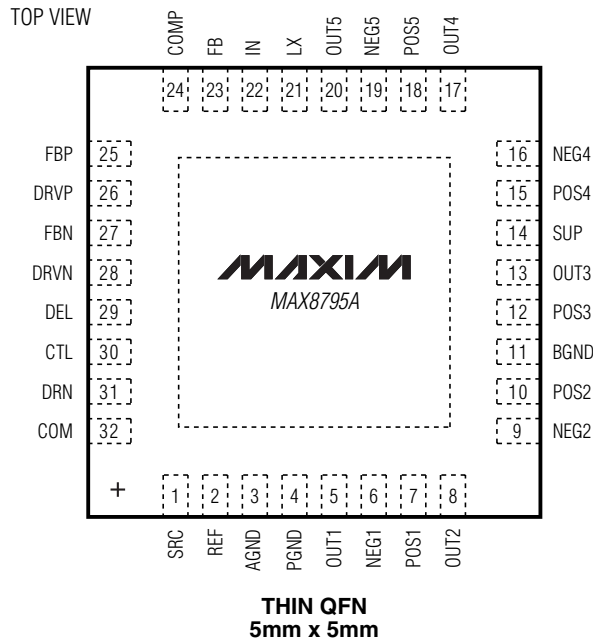 TOP VIEW
COMP FB IN LX OUT5 NEG5 POS5 OUT4
24 23 22 21 20 19 18 17
FBP 25
DRVP 26
FBN 27
DRVN 28
DEL 29
CTL 30
DRN 31
COM 32
MAXIM
MAX8795A
16 NEG4
15 POS4
14 SUP
13 OUT3
12 POS3
11 BGND
10 POS2
9 NEG2
+
1 2 3 4 5 6 7 8
SRC REF AGND PGND OUT1 NEG1 POS1 OUT2
THIN QFN
5mm x 5mm